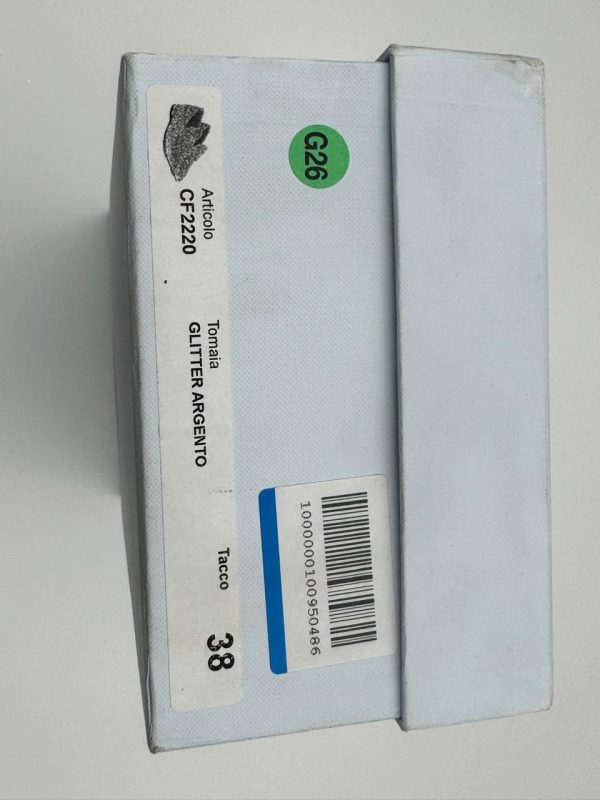 G26
Articolo
CF2220
Tomaia
GLITTER ARGENTO
Tacco
38
1000000100950486